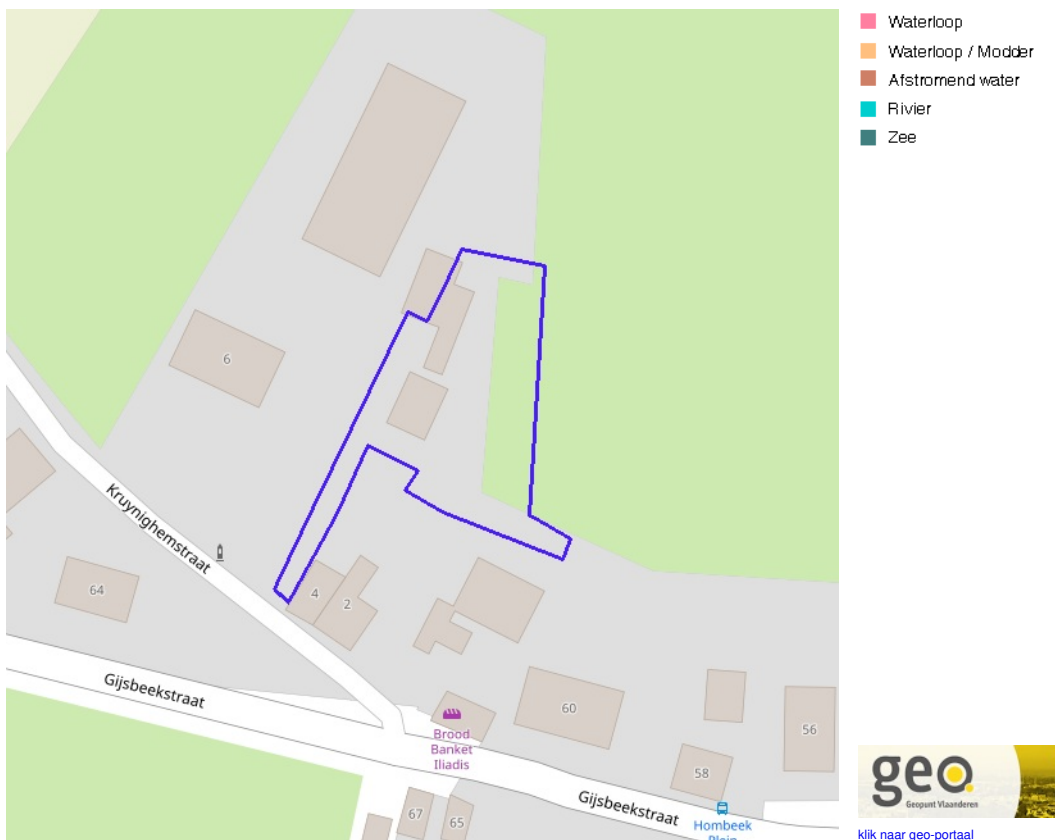 Waterloop
Waterloop / Modder
Afstromend water
Rivier
Zee
6
Kruynighemstraat
64
4
2
Gijsbeekstraat
Brood
Banket
Iliadis
60
56
58
Gijsbeekstraat
67
65
Hombeek
Plein
geo
Geopunt Vlaanderen
klik naar geo-portaal